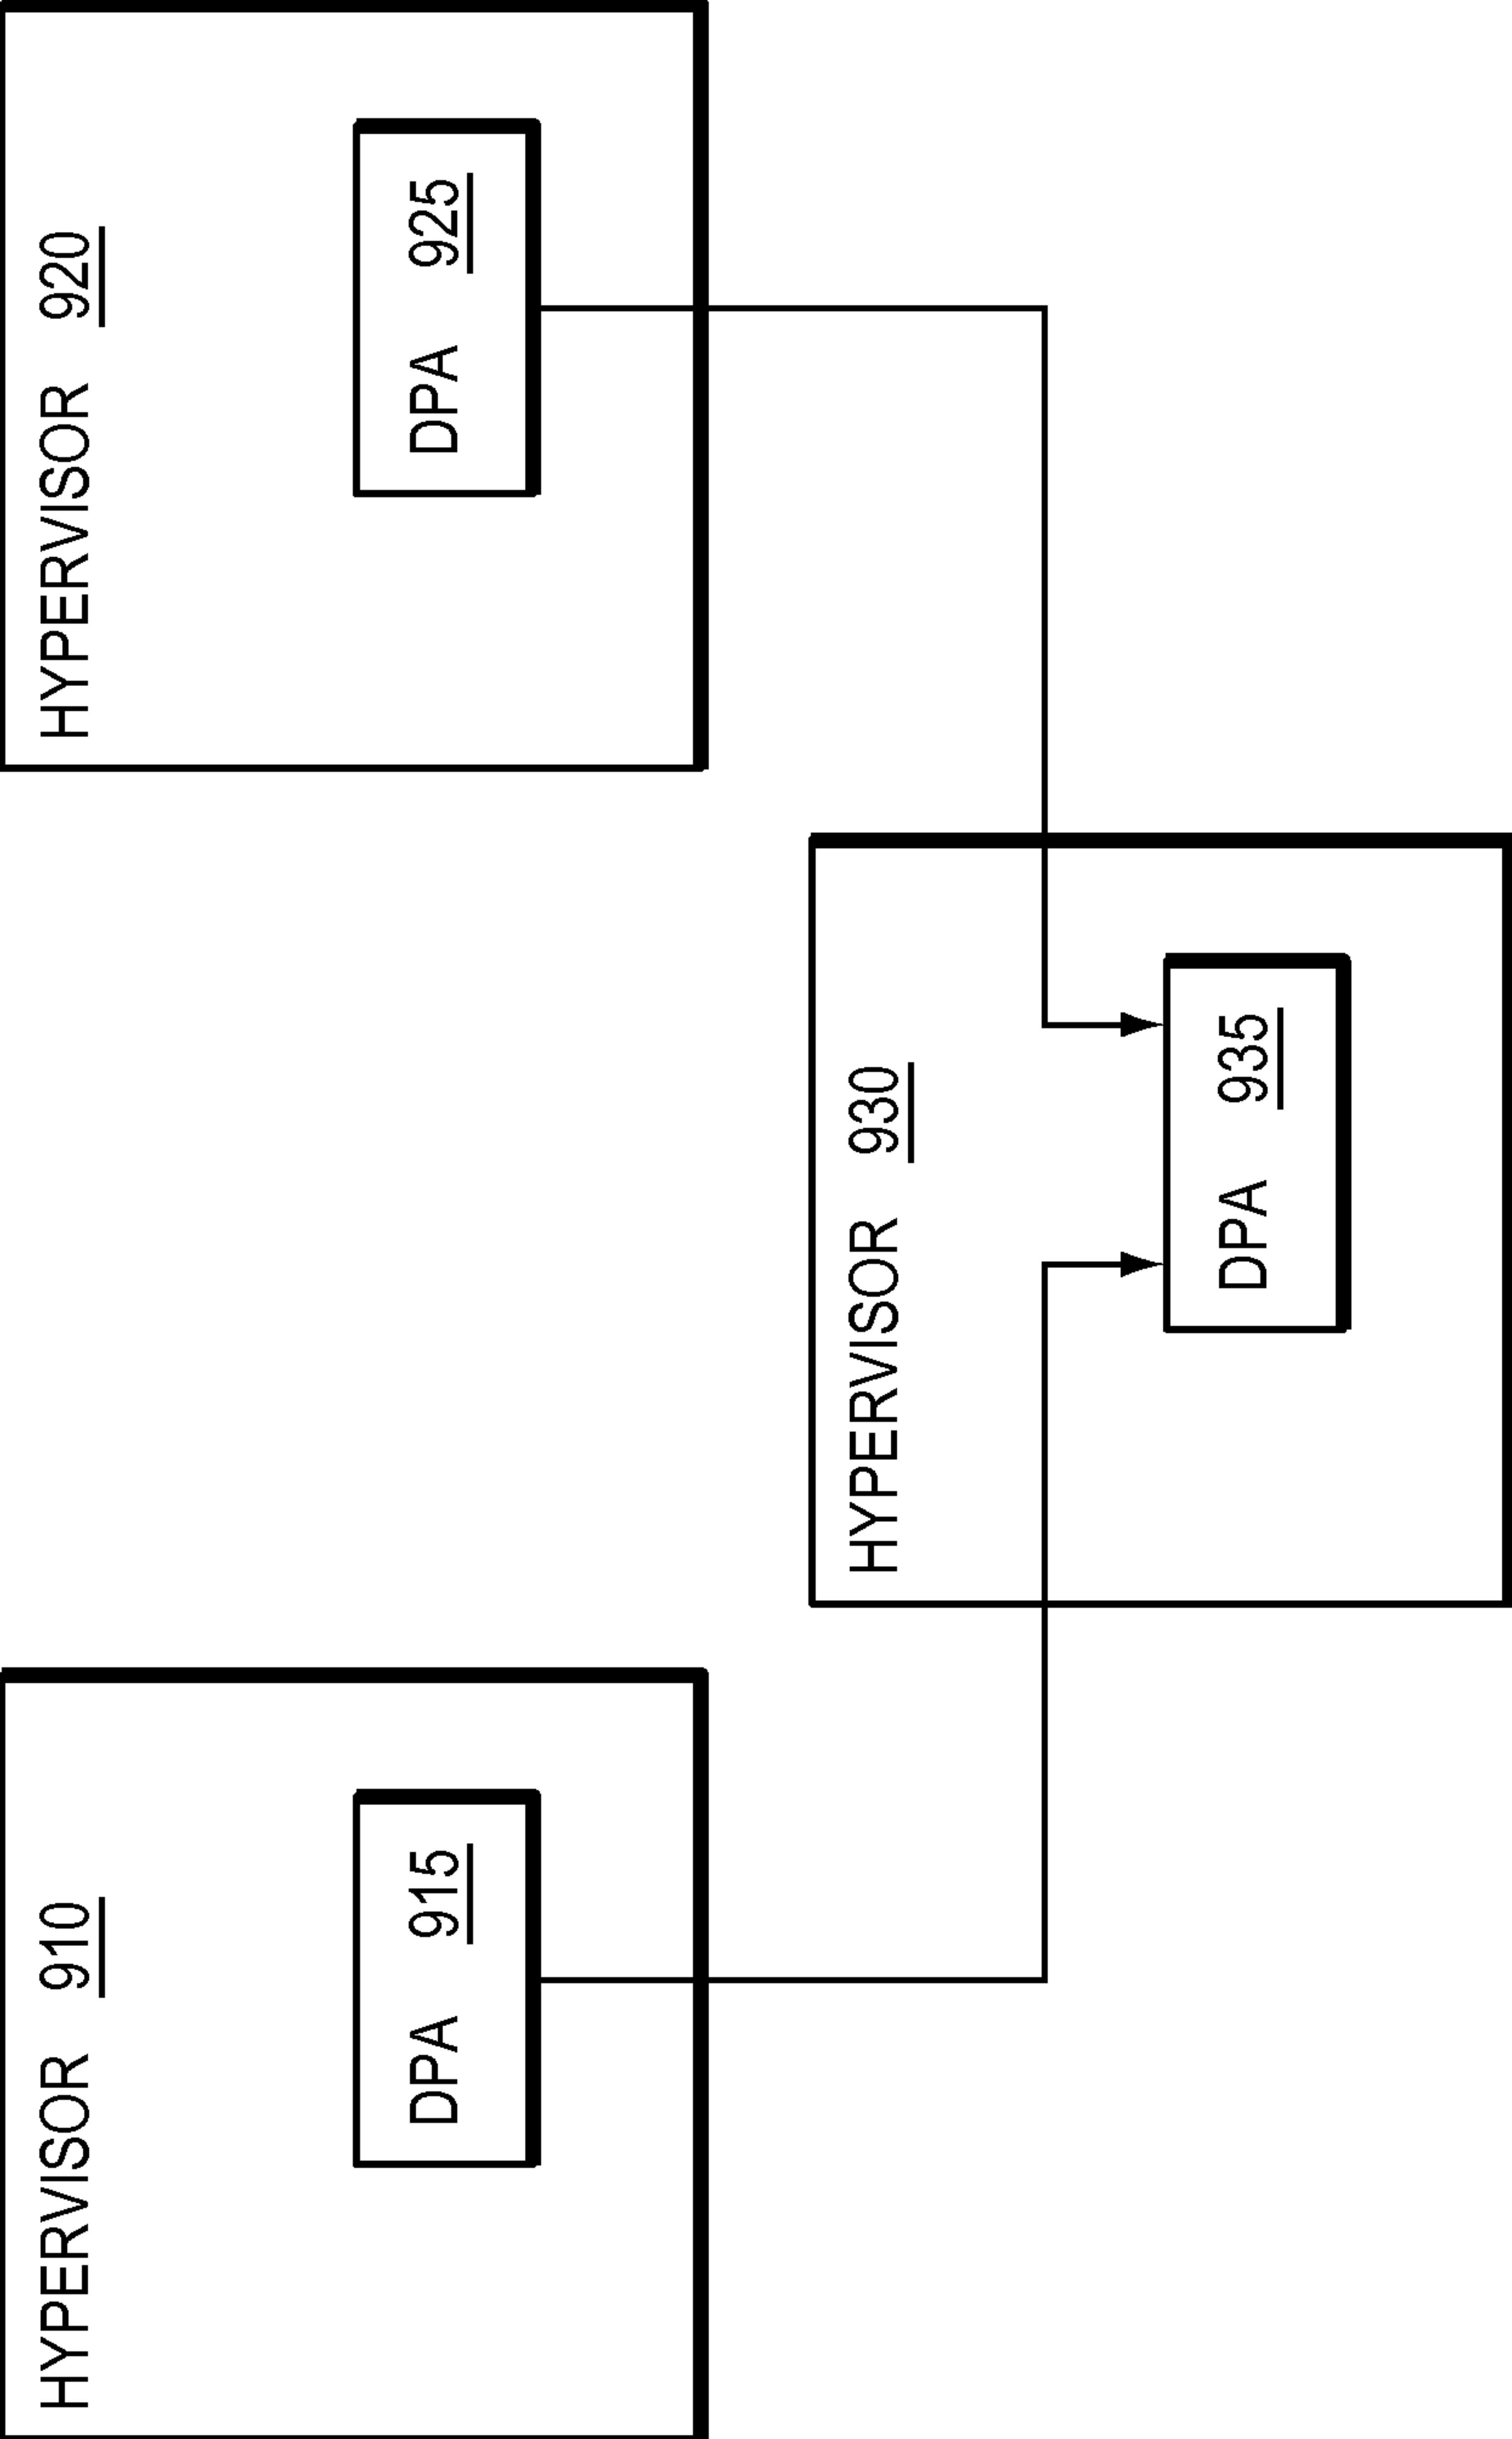 HYPERVISOR 910
DPA 915
HYPERVISOR 920
DPA 925
HYPERVISOR 930
DPA 935